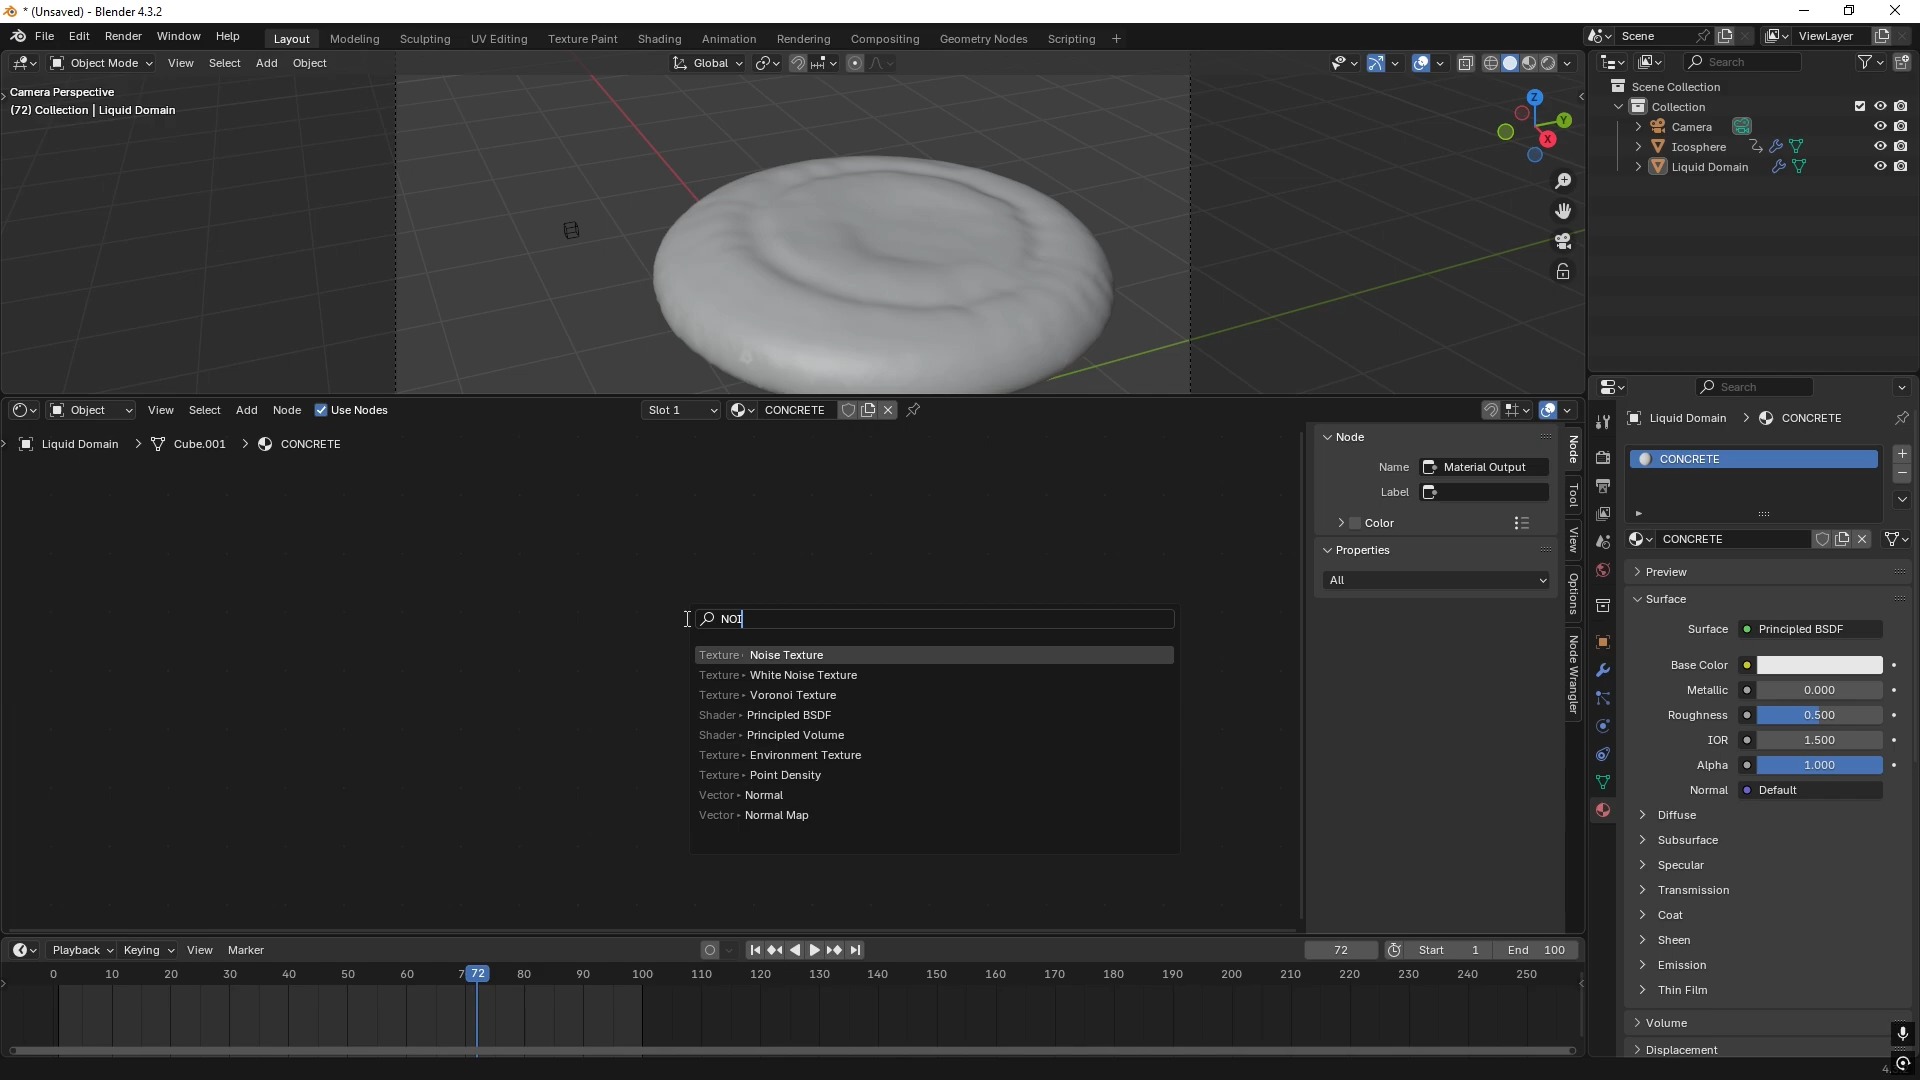 * (Unsaved) - Blender 4.3.2
File Edit Render Window Help
Layout Modeling Sculpting UV Editing Texture Paint Shading Animation Rendering Compositing Geometry Nodes Scripting +
Scene ViewLayer
Object Mode View Select Add Object Global
Search
Camera Perspective
(72) Collection | Liquid Domain
Z
Y
X
Scene Collection
Collection
Camera
Icosphere
Liquid Domain
Search
Object View Select Add Node Use Nodes Slot 1 CONCRETE
Liquid Domain > Cube.001 > CONCRETE
Node
Name Material Output
Label
Color
Properties
All
Node
Tool
View
Options
Node Wrangler
NOI
Texture ▸ Noise Texture
Texture ▸ White Noise Texture
Texture ▸ Voronoi Texture
Shader ▸ Principled BSDF
Shader ▸ Principled Volume
Texture ▸ Environment Texture
Texture ▸ Point Density
Vector ▸ Normal
Vector ▸ Normal Map
Liquid Domain > CONCRETE
CONCRETE
CONCRETE
Preview
Surface
Surface Principled BSDF
Base Color
Metallic 0.000
Roughness 0.500
IOR 1.500
Alpha 1.000
Normal Default
Diffuse
Subsurface
Specular
Transmission
Coat
Sheen
Emission
Thin Film
Volume
Displacement
Playback Keying View Marker
72 Start 1 End 100
0 10 20 30 40 50 60 7 72 80 90 100 110 120 130 140 150 160 170 180 190 200 210 220 230 240 250